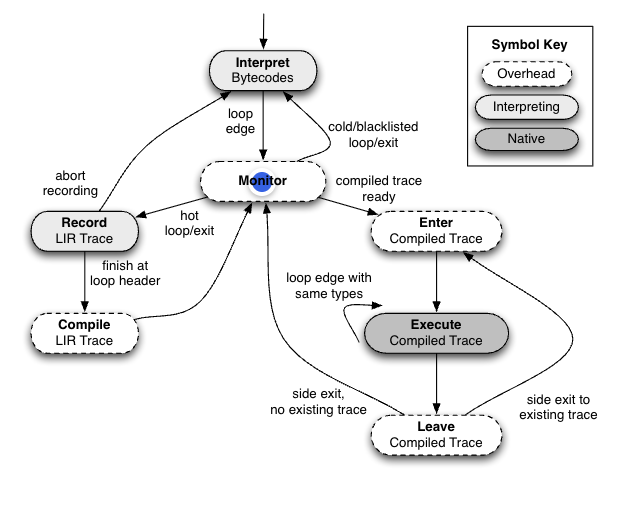 Symbol Key
Overhead
Interpreting
Native
Interpret
Bytecodes
loop
edge
cold/blacklisted
loop/exit
Monitor
abort
recording
hot
loop/exit
compiled trace
ready
Record
LIR Trace
Enter
Compiled Trace
finish at
loop header
loop edge with
same types
Compile
LIR Trace
Execute
Compiled Trace
side exit,
no existing trace
side exit to
existing trace
Leave
Compiled Trace